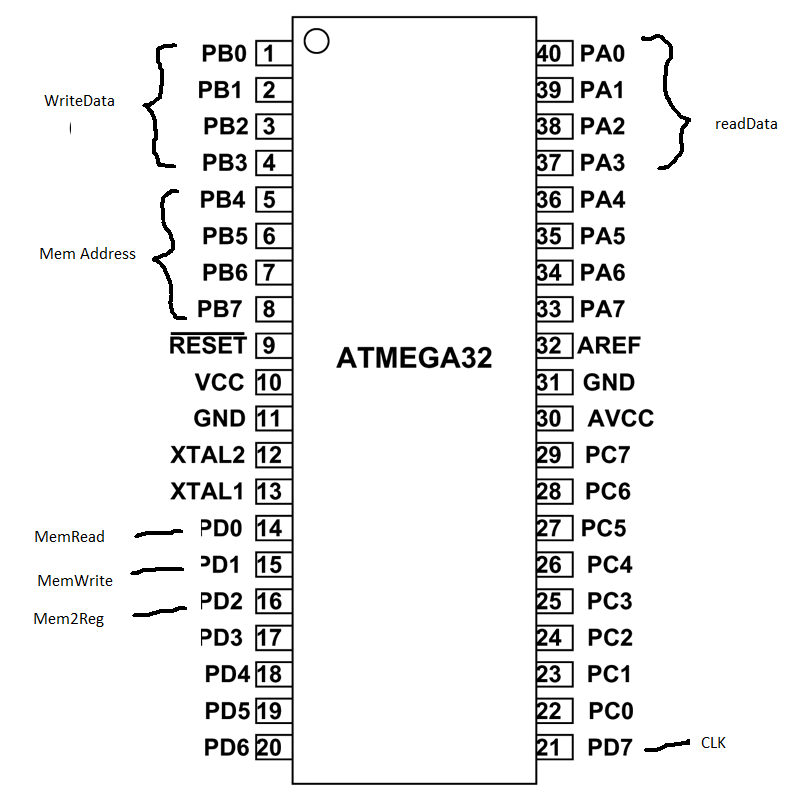 WriteData
Mem Address
MemRead
MemWrite
Mem2Reg
PB0 1
PB1 2
PB2 3
PB3 4
PB4 5
PB5 6
PB6 7
PB7 8
RESET 9
VCC 10
GND 11
XTAL2 12
XTAL1 13
PD0 14
PD1 15
PD2 16
PD3 17
PD4 18
PD5 19
PD6 20
ATMEGA32
40 PA0
39 PA1
38 PA2
37 PA3
36 PA4
35 PA5
34 PA6
33 PA7
32 AREF
31 GND
30 AVCC
29 PC7
28 PC6
27 PC5
26 PC4
25 PC3
24 PC2
23 PC1
22 PC0
21 PD7
readData
CLK